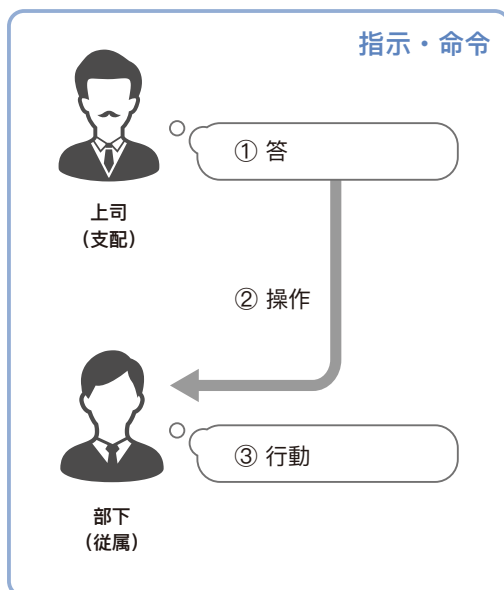 指示・命令
① 答
上司
（支配）
② 操作
③ 行動
部下
（従属）